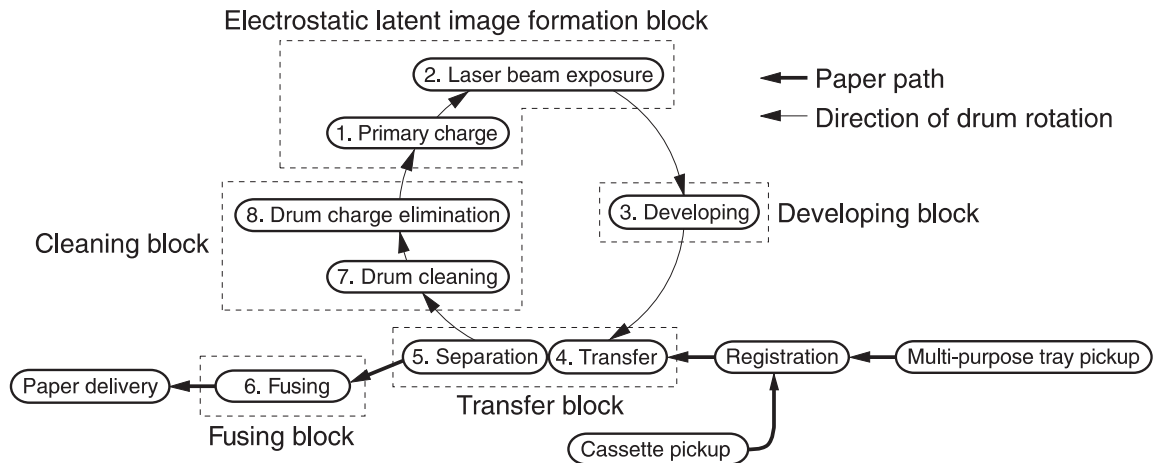 Electrostatic latent image formation block
2. Laser beam exposure
Paper path
Direction of drum rotation
1. Primary charge
8. Drum charge elimination
3. Developing
Developing block
Cleaning block
7. Drum cleaning
5. Separation
4. Transfer
Registration
Multi-purpose tray pickup
Paper delivery
6. Fusing
Transfer block
Fusing block
Cassette pickup